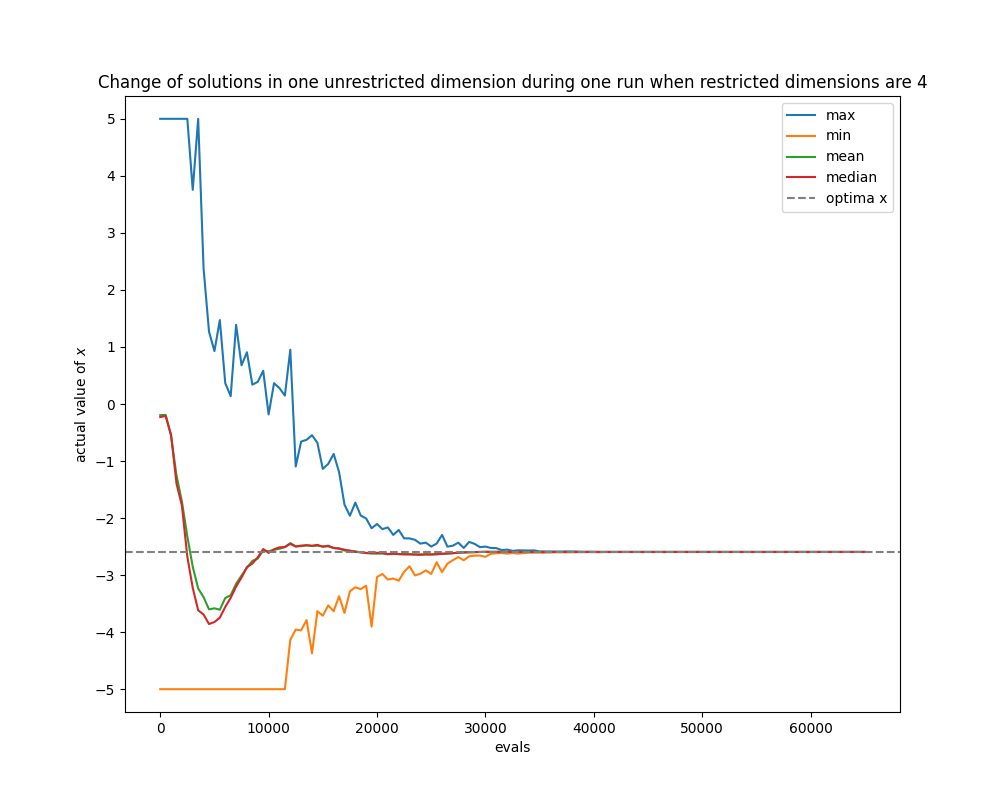 Change of solutions in one unrestricted dimension during one run when restricted dimensions are 4
max
min
mean
median
optima x
5
4
3
2
1
0
−1
−2
−3
−4
−5
actual value of x
0 10000 20000 30000 40000 50000 60000
evals